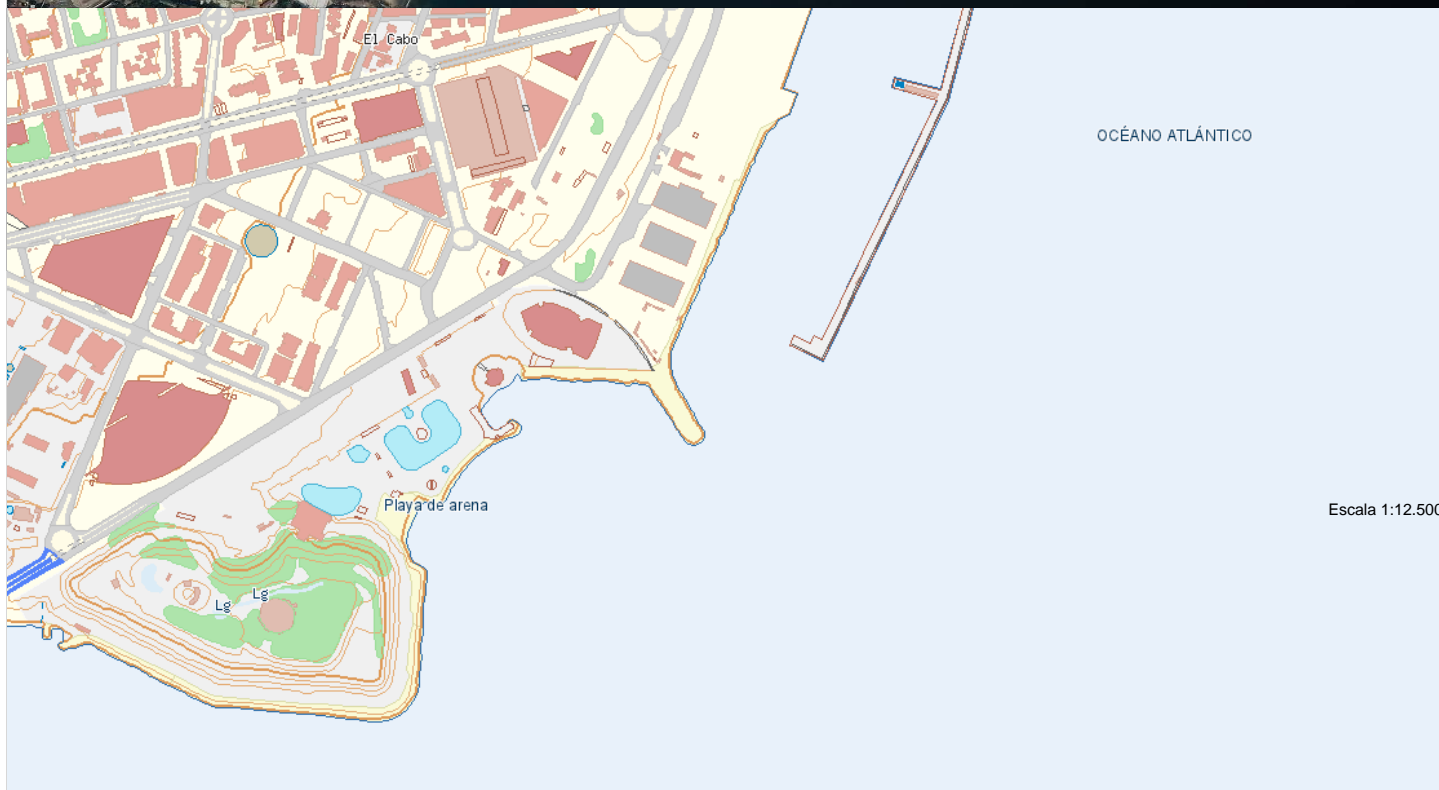 El Cabo
OCÉANO ATLÁNTICO
Playa de arena
Escala 1:12.500
Lg
Lg